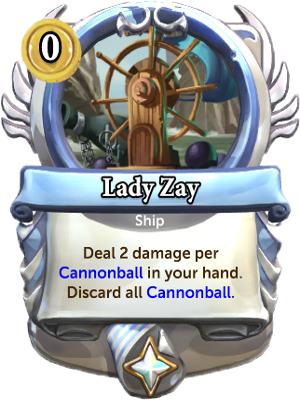 0
Lady Zay
Ship
Deal 2 damage per
Cannonball in your hand.
Discard all Cannonball.